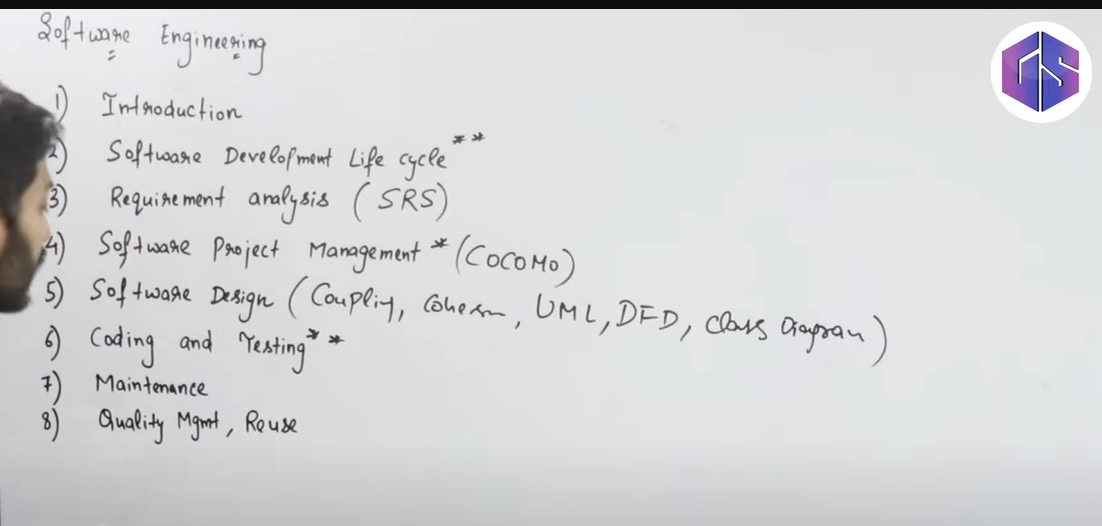 Software Engineering
1) Introduction
2) Software Development Life cycle **
3) Requirement analysis (SRS)
4) Software Project Management * (COCOMO)
5) Software Design (Coupling, Cohesion, UML, DFD, Class Diagram)
6) Coding and Testing **
7) Maintenance
8) Quality Mgmt, Reuse
GS